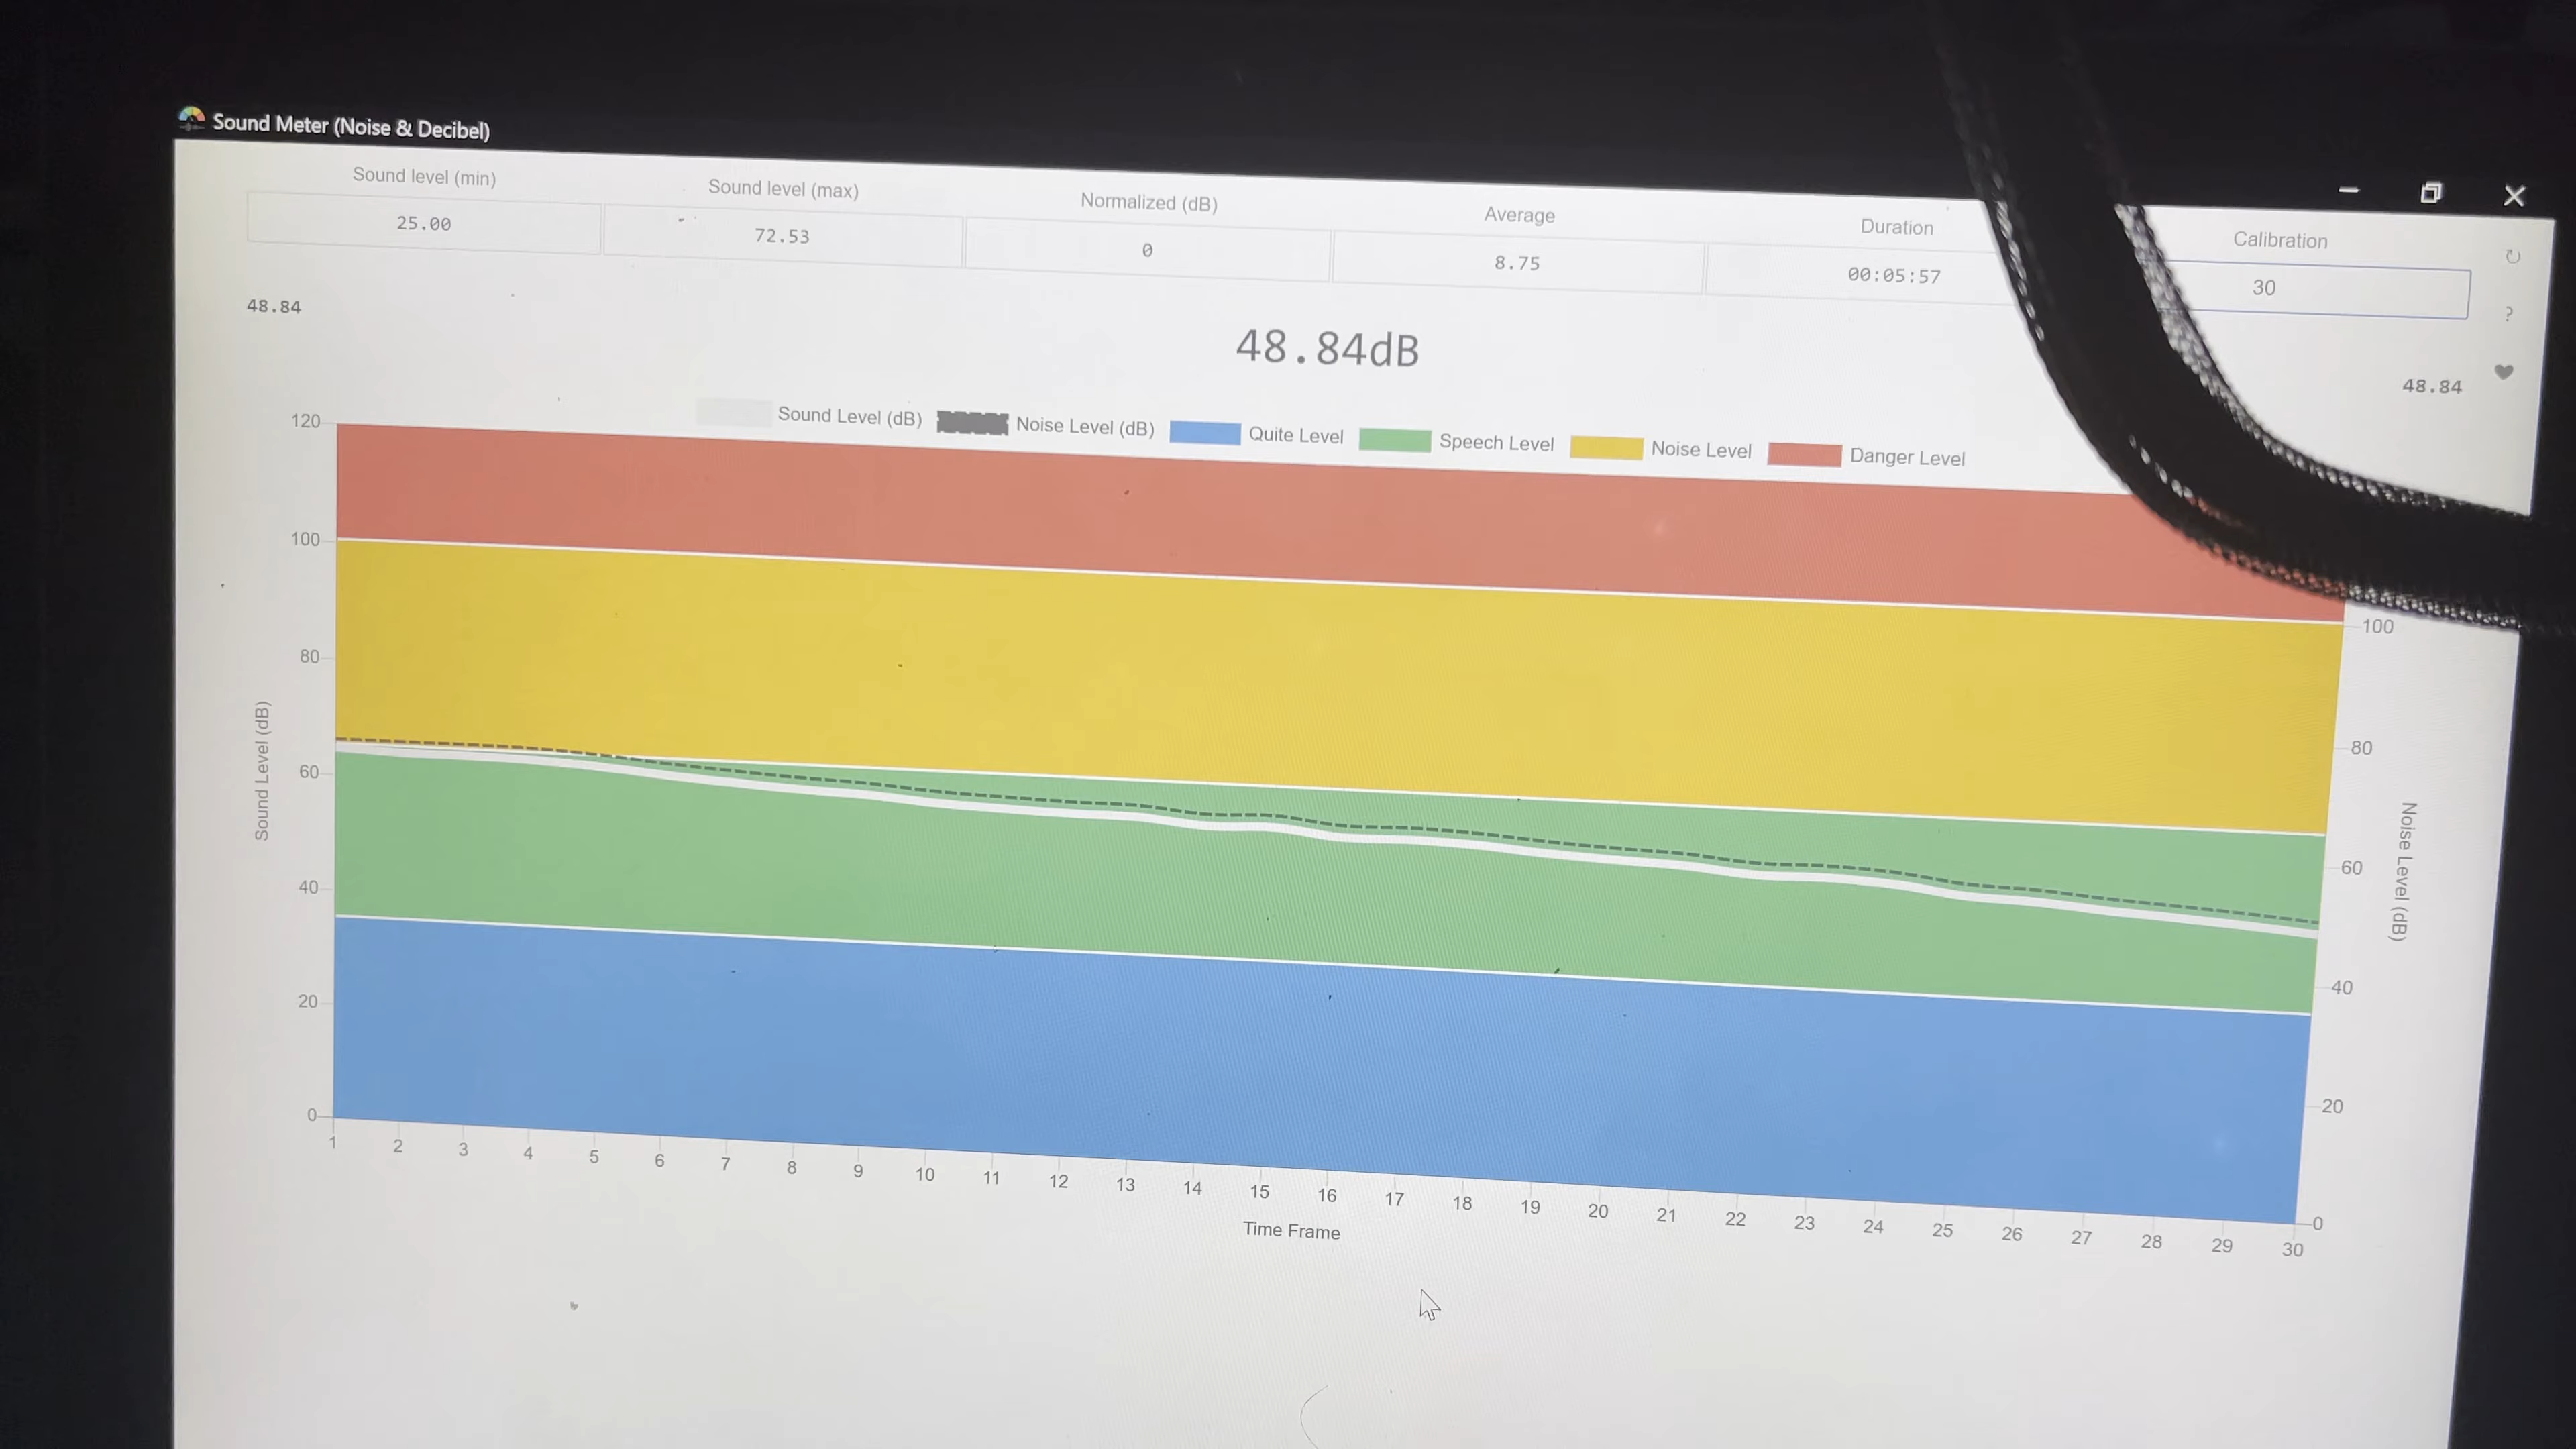 Sound Meter (Noise & Decibel)
Sound level (min) Sound level (max) Normalized (dB) Average Duration Calibration
25.00 72.53 0 8.75 00:05:57 30
?
48.84 48.84dB 48.84
Sound Level (dB) Noise Level (dB) Quite Level Speech Level Noise Level Danger Level
120
100
80
60
40
20
0
Sound Level (dB)
100
80
60
40
20
0
Noise Level (dB)
1 2 3 4 5 6 7 8 9 10 11 12 13 14 15 16 17 18 19 20 21 22 23 24 25 26 27 28 29 30
Time Frame